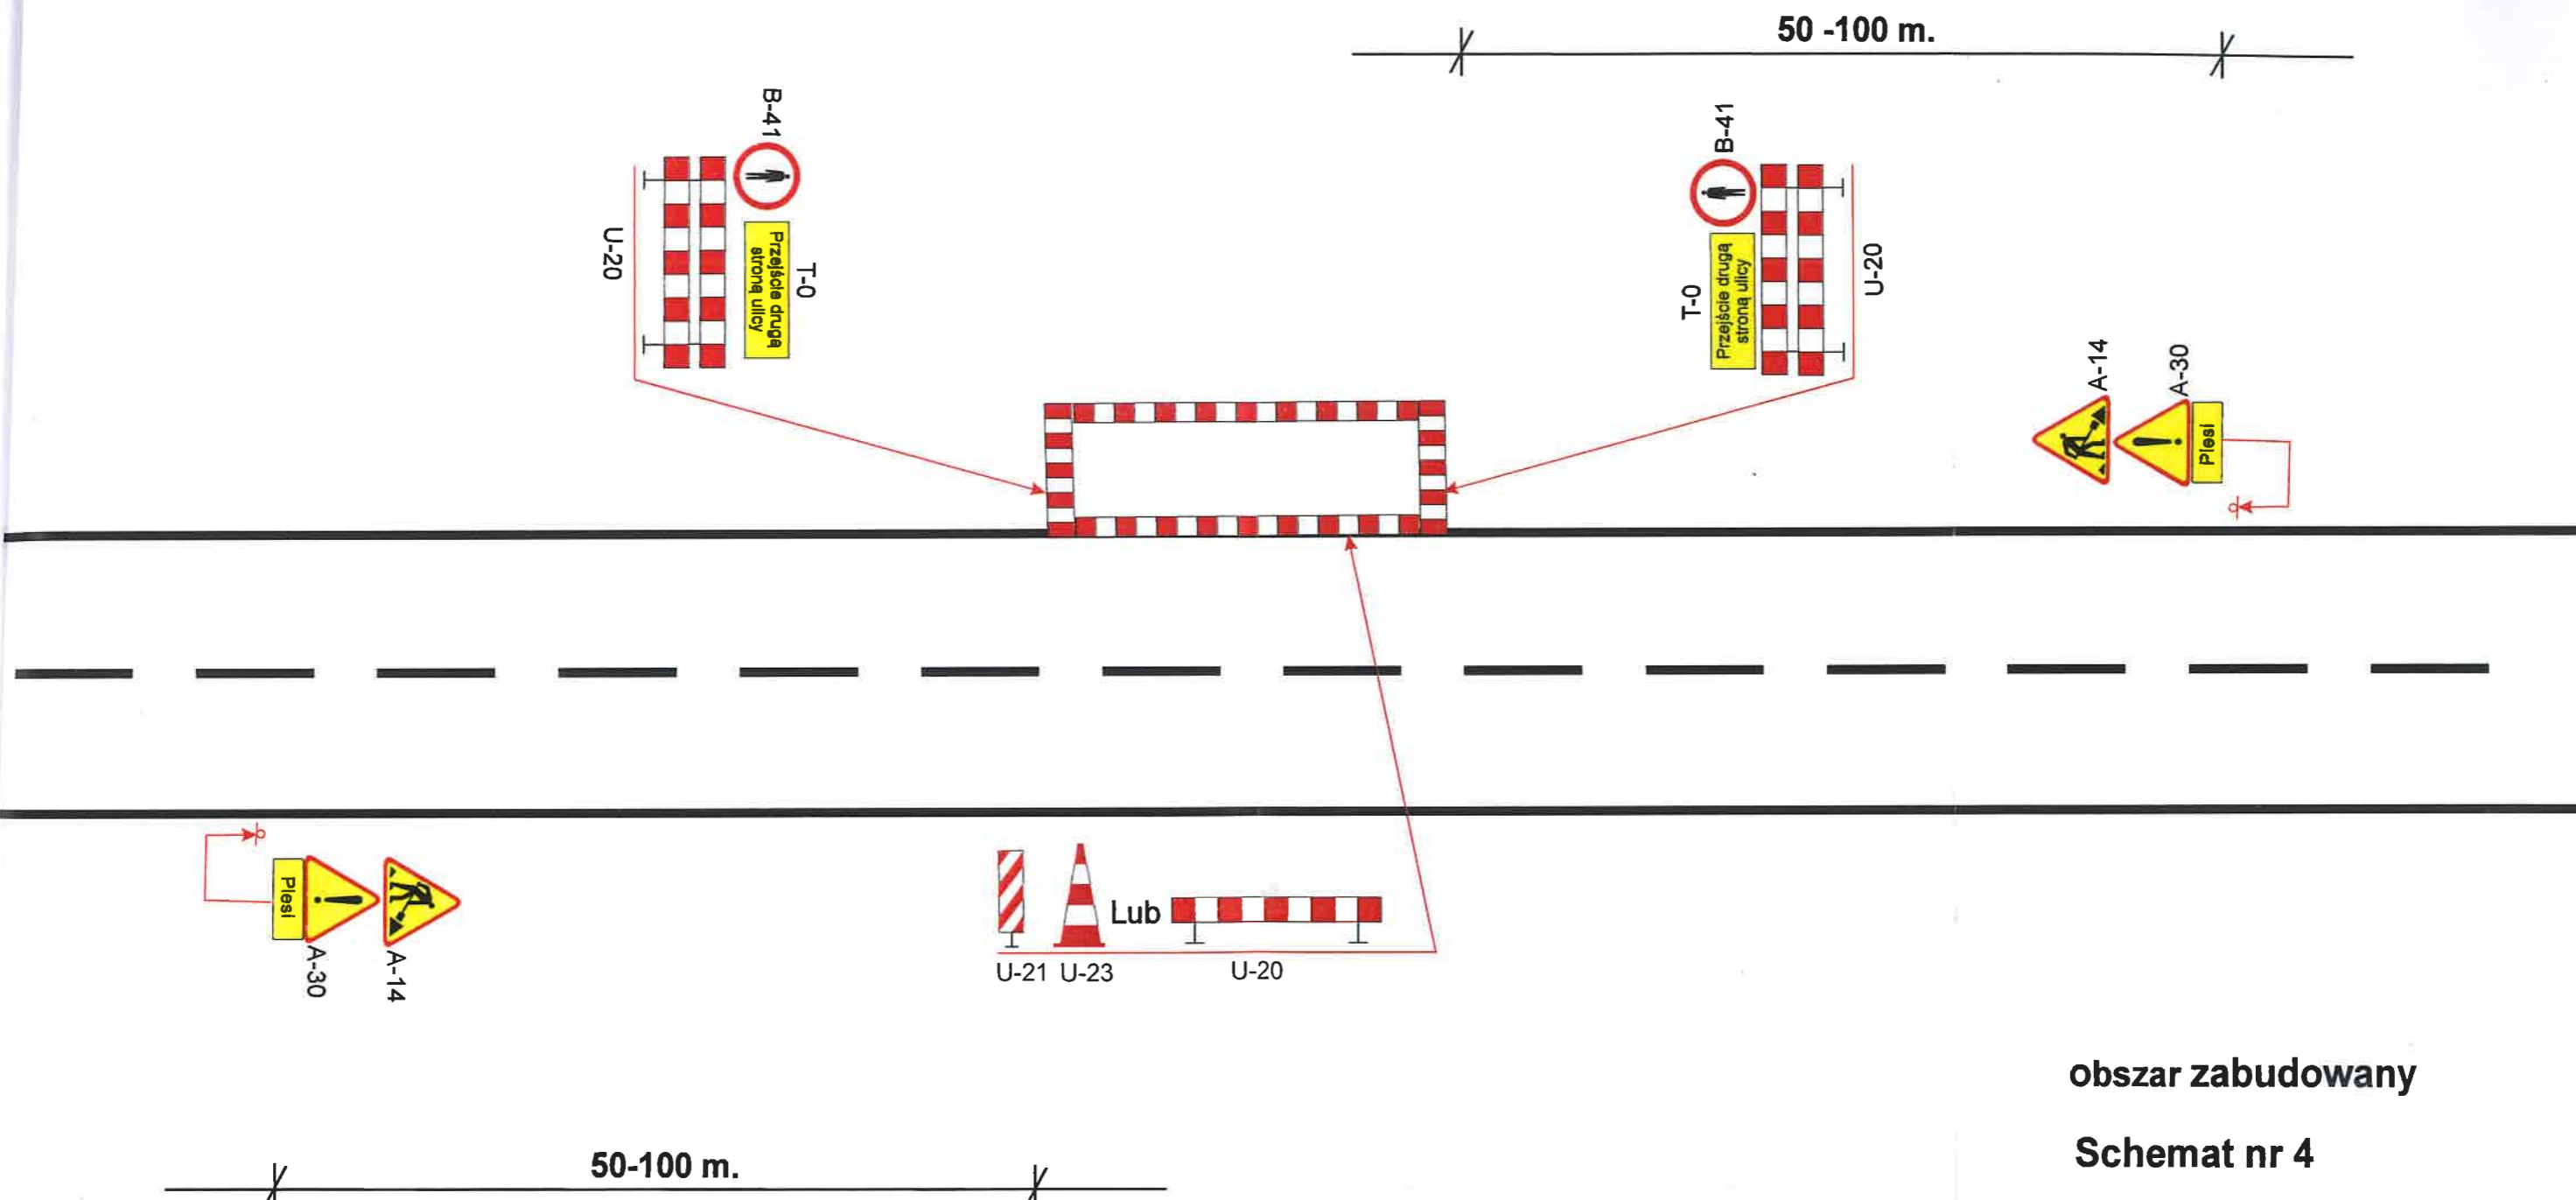 50 -100 m.
B-41
U-20
T-0
Przejście drugą
stroną ulicy
B-41
T-0
Przejście drugą
stroną ulicy
U-20
A-14
A-30
Piesi
Piesi
A-30
A-14
Lub
U-21 U-23 U-20
obszar zabudowany
Schemat nr 4
50-100 m.